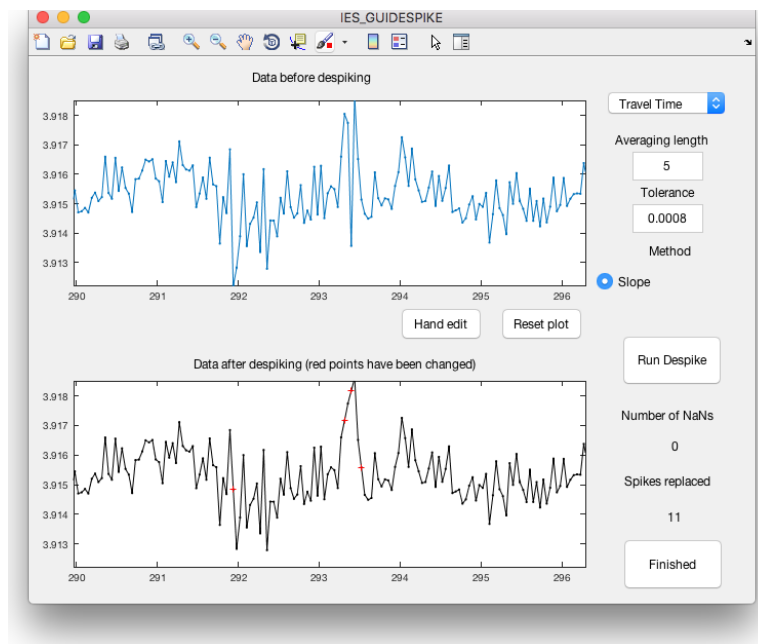 IES_GUIDESPIKE
Data before despiking
3.918
3.917
3.916
3.915
3.914
3.913
290 291 292 293 294 295 296
Travel Time
Averaging length
5
Tolerance
0.0008
Method
Slope
Hand edit Reset plot
Data after despiking (red points have been changed)
3.918
3.917
3.916
3.915
3.914
3.913
290 291 292 293 294 295 296
Run Despike
Number of NaNs
0
Spikes replaced
11
Finished